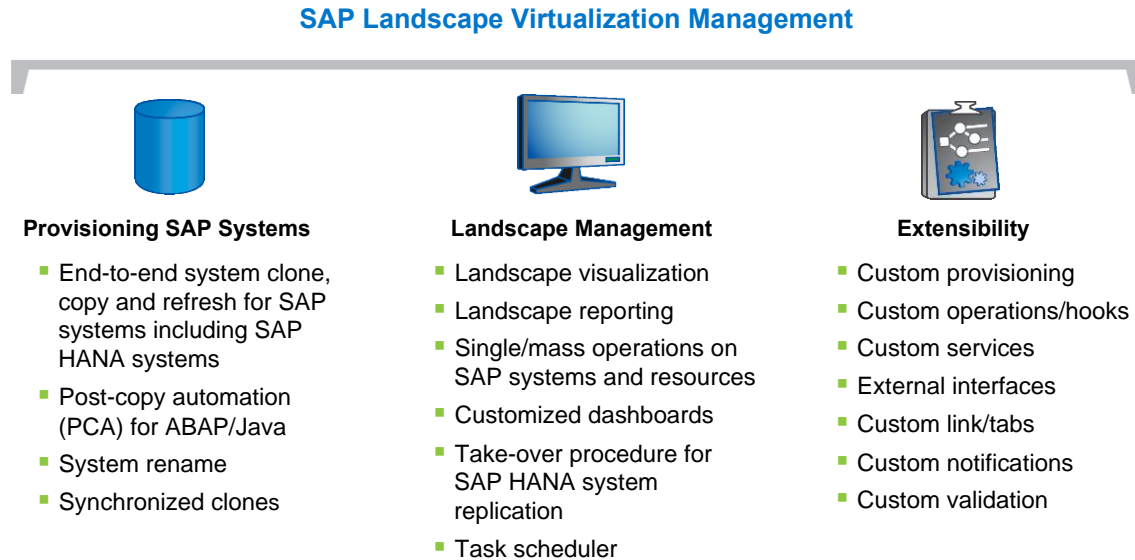 SAP Landscape Virtualization Management
Provisioning SAP Systems
▪ End-to-end system clone,
copy and refresh for SAP
systems including SAP
HANA systems
▪ Post-copy automation
(PCA) for ABAP/Java
▪ System rename
▪ Synchronized clones
Landscape Management
▪ Landscape visualization
▪ Landscape reporting
▪ Single/mass operations on
SAP systems and resources
▪ Customized dashboards
▪ Take-over procedure for
SAP HANA system
replication
▪ Task scheduler
Extensibility
▪ Custom provisioning
▪ Custom operations/hooks
▪ Custom services
▪ External interfaces
▪ Custom link/tabs
▪ Custom notifications
▪ Custom validation